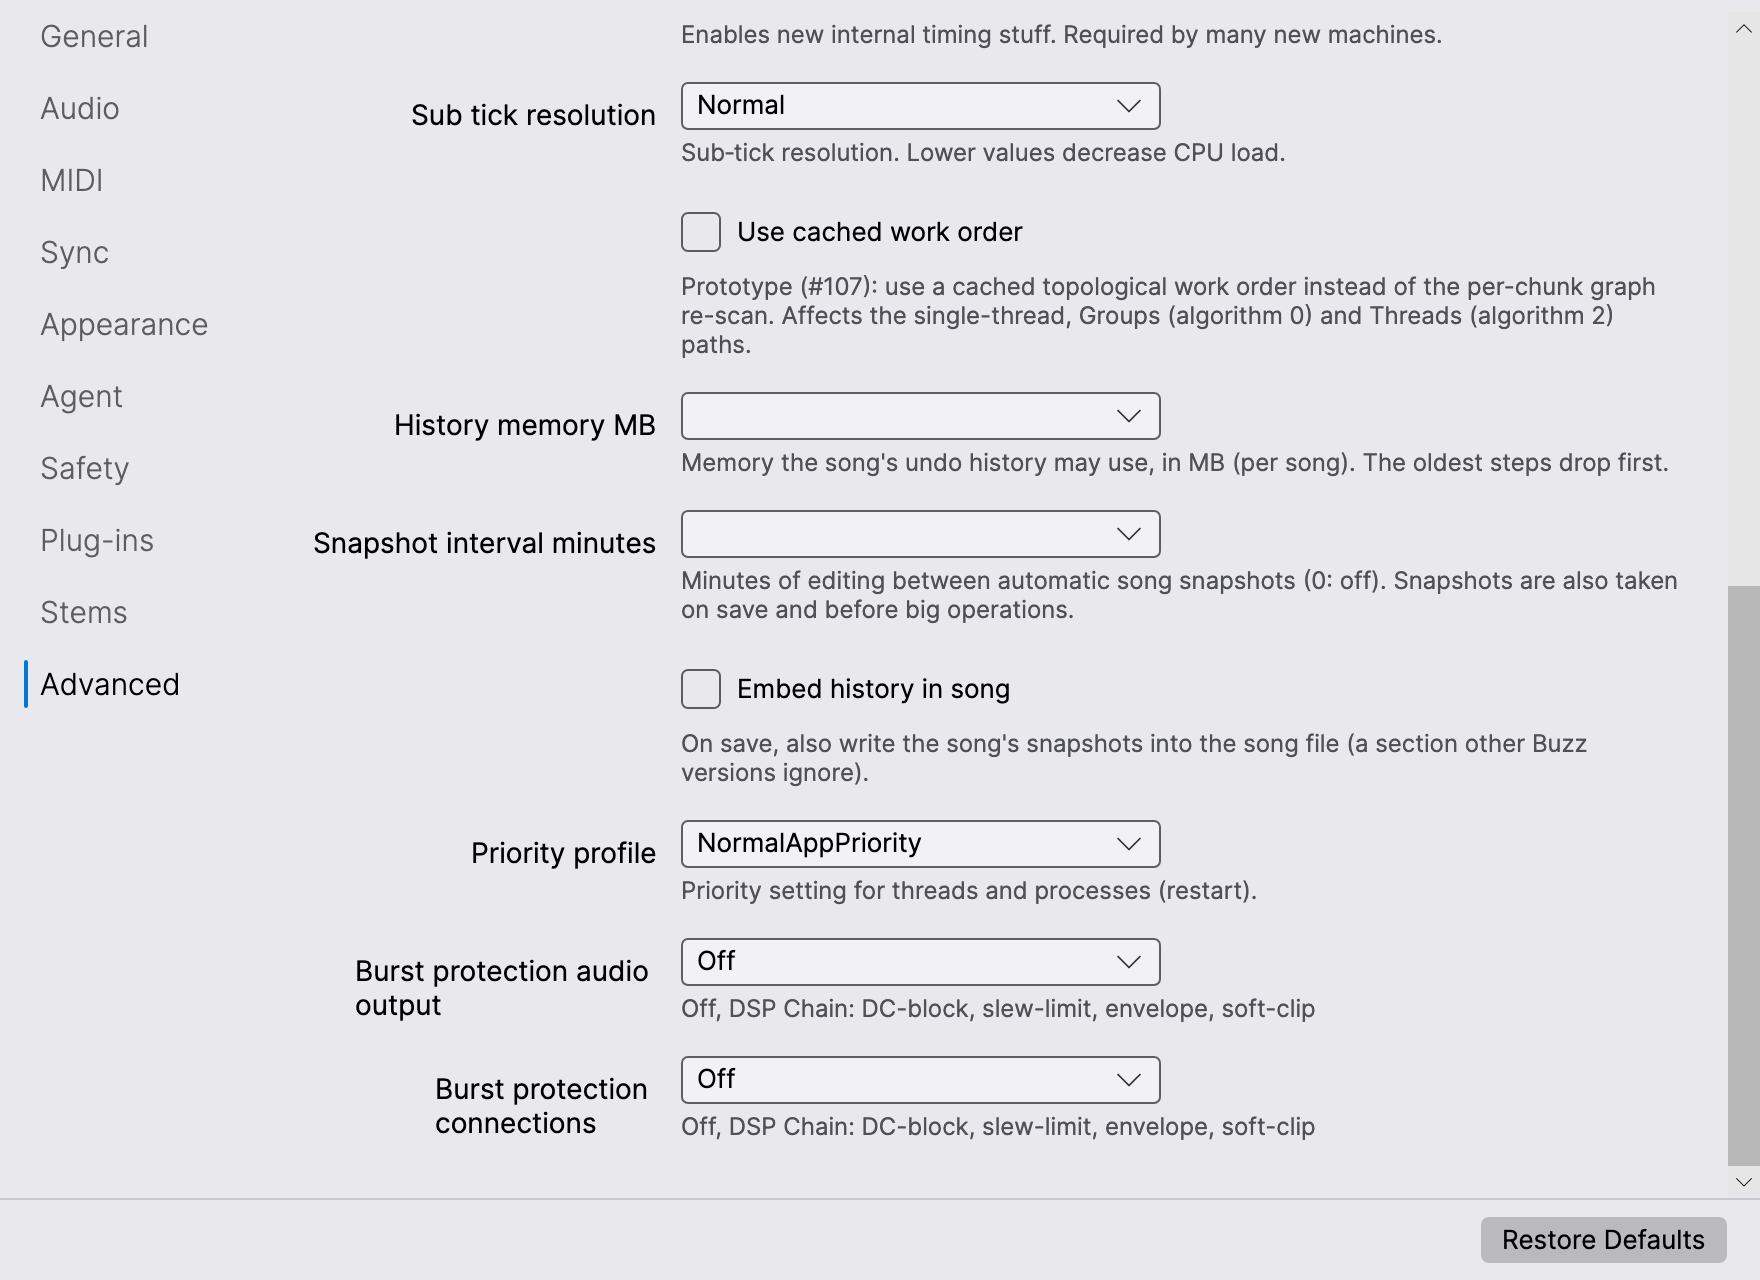 General
Audio
MIDI
Sync
Appearance
Agent
Safety
Plug-ins
Stems
Advanced
Enables new internal timing stuff. Required by many new machines.
Sub tick resolution
Normal
Sub-tick resolution. Lower values decrease CPU load.
Use cached work order
Prototype (#107): use a cached topological work order instead of the per-chunk graph
re-scan. Affects the single-thread, Groups (algorithm 0) and Threads (algorithm 2)
paths.
History memory MB
Memory the song's undo history may use, in MB (per song). The oldest steps drop first.
Snapshot interval minutes
Minutes of editing between automatic song snapshots (0: off). Snapshots are also taken
on save and before big operations.
Embed history in song
On save, also write the song's snapshots into the song file (a section other Buzz
versions ignore).
Priority profile
NormalAppPriority
Priority setting for threads and processes (restart).
Burst protection audio
output
Off
Off, DSP Chain: DC-block, slew-limit, envelope, soft-clip
Burst protection
connections
Off
Off, DSP Chain: DC-block, slew-limit, envelope, soft-clip
Restore Defaults